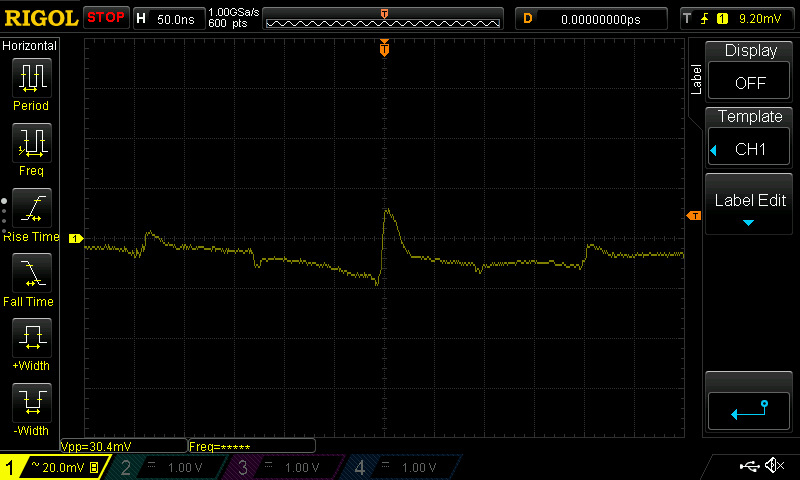 RIGOL STOP H 50.0ns 1.00GSa/s D 0.00000000ps T 1 9.20mV
600 pts
T
Horizontal
Period
Freq
Rise Time
Fall Time
+Width
-Width
1
T
T
Label
Display
OFF
Template
CH1
Label Edit
Vpp=30.4mV Freq=*****
1 ~ 20.0mV B 2 1.00 V 3 1.00 V 4 1.00 V